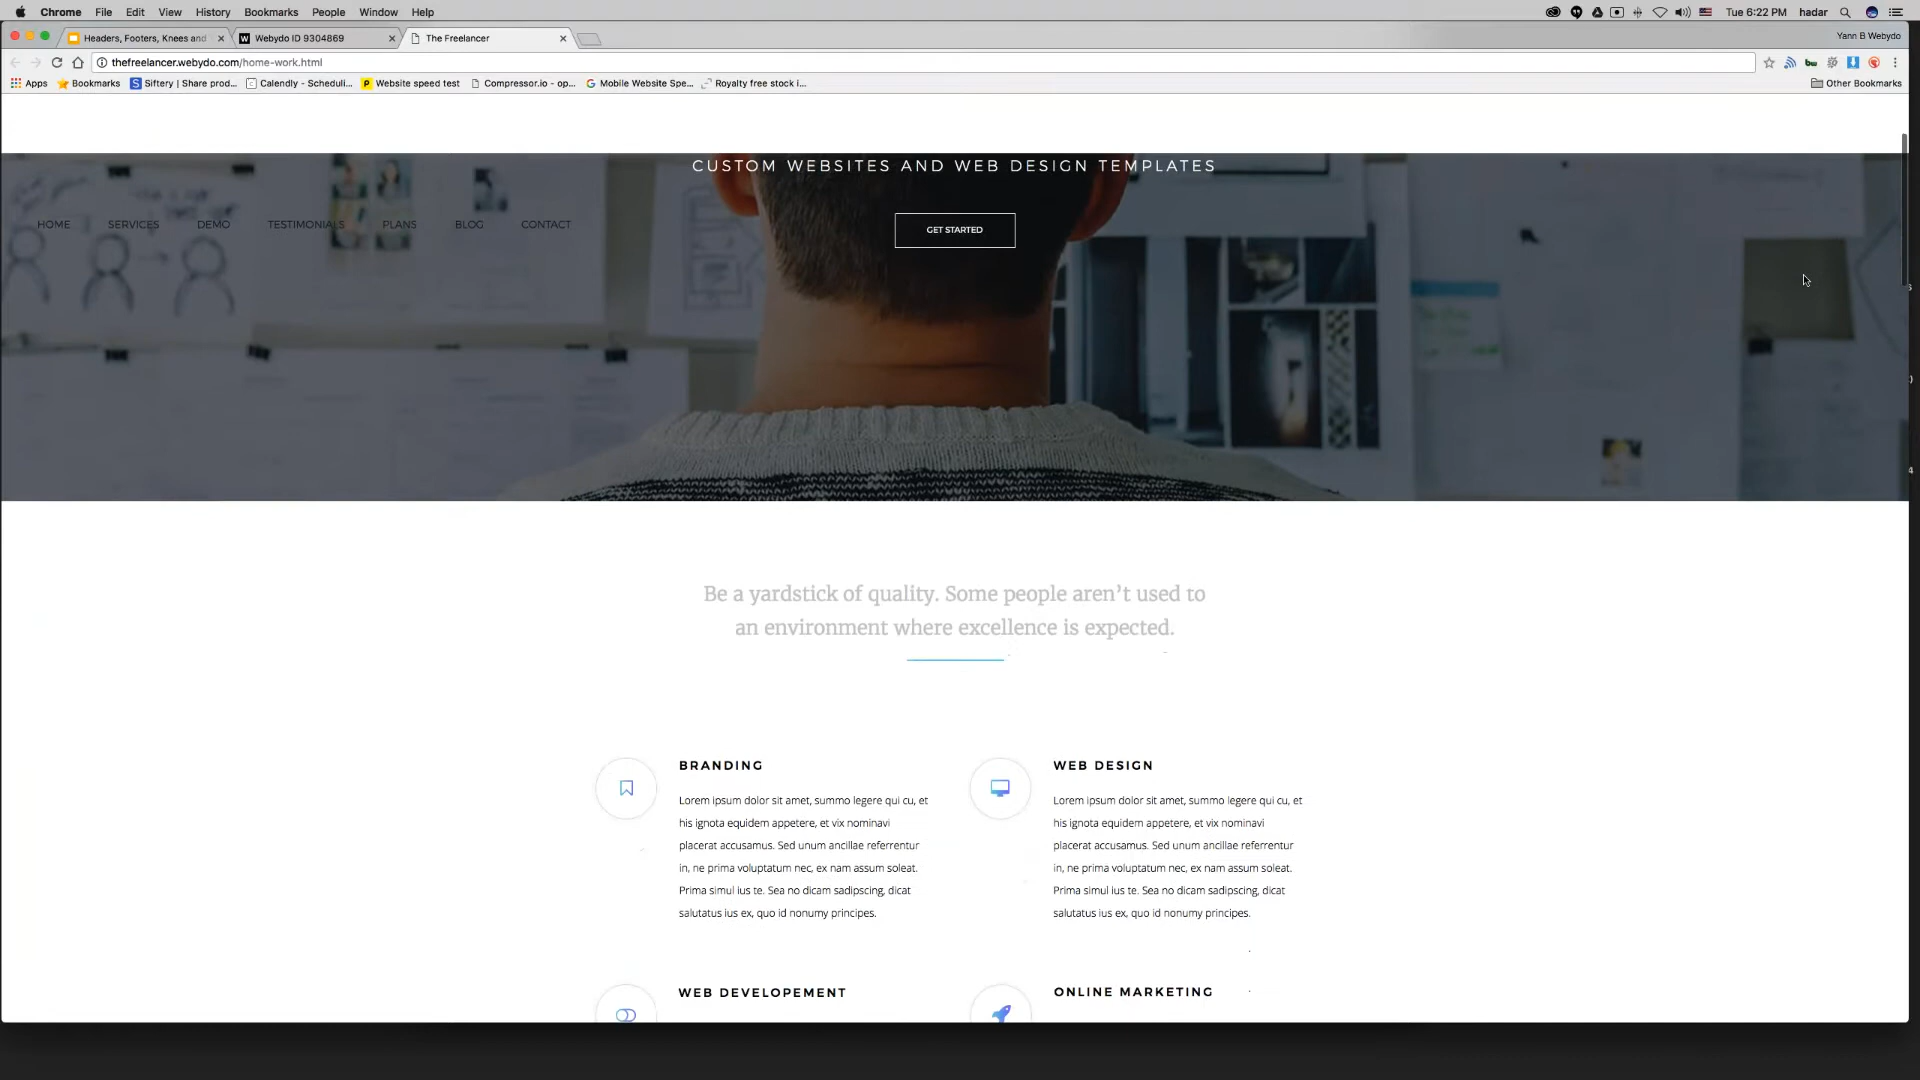 Chrome File Edit View History Bookmarks People Window Help
Tue 6:22 PM hadar
Headers, Footers, Knees and
Webydo ID 9304869
The Freelancer
Yann B Webydo
thefreelancer.webydo.com/home-work.html
Apps Bookmarks Siftery | Share prod... Calendly - Scheduli... Website speed test Compressor.io - op... Mobile Website Spe... Royalty free stock i... Other Bookmarks
CUSTOM WEBSITES AND WEB DESIGN TEMPLATES
HOME SERVICES DEMO TESTIMONIALS PLANS BLOG CONTACT
GET STARTED
Be a yardstick of quality. Some people aren't used to
an environment where excellence is expected.
BRANDING
Lorem ipsum dolor sit amet, summo legere qui cu, et
his ignota equidem appetere, et vix nominavi
placerat accusamus. Sed unum ancillae referrentur
in, ne prima voluptatum nec, ex nam assum soleat.
Prima simul ius te. Sea no dicam sadipscing, dicat
salutatus ius ex, quo id nonumy principes.
WEB DESIGN
Lorem ipsum dolor sit amet, summo legere qui cu, et
his ignota equidem appetere, et vix nominavi
placerat accusamus. Sed unum ancillae referrentur
in, ne prima voluptatum nec, ex nam assum soleat.
Prima simul ius te. Sea no dicam sadipscing, dicat
salutatus ius ex, quo id nonumy principes.
WEB DEVELOPEMENT
ONLINE MARKETING